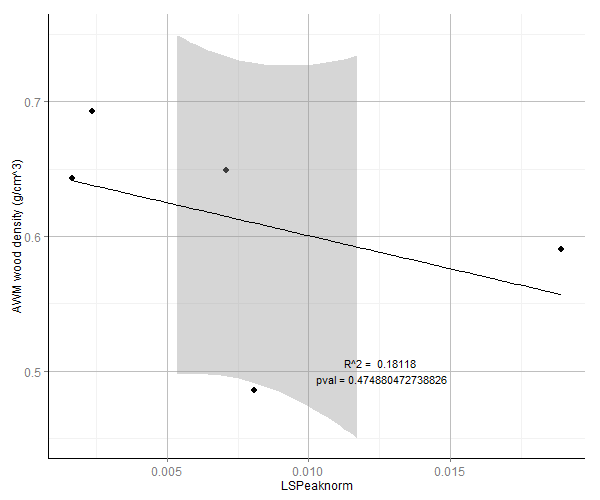 0.7
0.6
0.5
AWM wood density (g/cm^3)
R^2 = 0.18118
pval = 0.474880472738826
0.005 0.010 0.015
LSPeaknorm